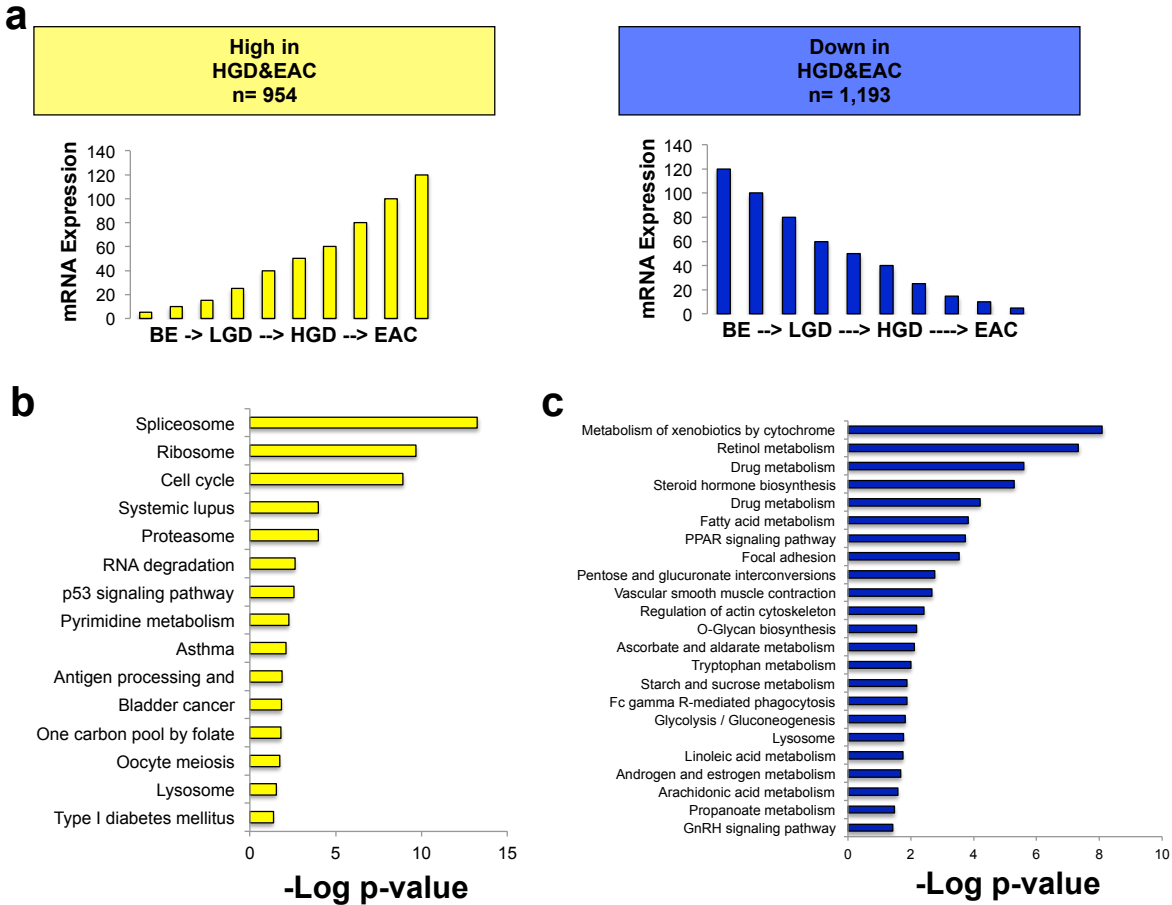 a
High in
HGD&EAC
n= 954
Down in
HGD&EAC
n= 1,193
mRNA Expression
140
120
100
80
60
40
20
0
BE -> LGD --> HGD --> EAC
mRNA Expression
140
120
100
80
60
40
20
0
BE --> LGD ---> HGD ----> EAC
b
Spliceosome
Ribosome
Cell cycle
Systemic lupus
Proteasome
RNA degradation
p53 signaling pathway
Pyrimidine metabolism
Asthma
Antigen processing and
Bladder cancer
One carbon pool by folate
Oocyte meiosis
Lysosome
Type I diabetes mellitus
0 5 10 15
-Log p-value
c
Metabolism of xenobiotics by cytochrome
Retinol metabolism
Drug metabolism
Steroid hormone biosynthesis
Drug metabolism
Fatty acid metabolism
PPAR signaling pathway
Focal adhesion
Pentose and glucuronate interconversions
Vascular smooth muscle contraction
Regulation of actin cytoskeleton
O-Glycan biosynthesis
Ascorbate and aldarate metabolism
Tryptophan metabolism
Starch and sucrose metabolism
Fc gamma R-mediated phagocytosis
Glycolysis / Gluconeogenesis
Lysosome
Linoleic acid metabolism
Androgen and estrogen metabolism
Arachidonic acid metabolism
Propanoate metabolism
GnRH signaling pathway
0 2 4 6 8 10
-Log p-value